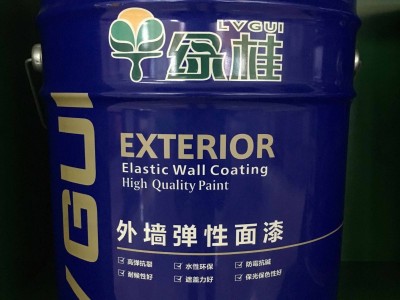 LVGUI
绿桂
EXTERIOR
Elastic Wall Coating
High Quality Paint
外墙弹性面漆
高弹抗裂 水性环保 防霉抗碱
耐候性好 遮盖力好 保光保色性好
GUI